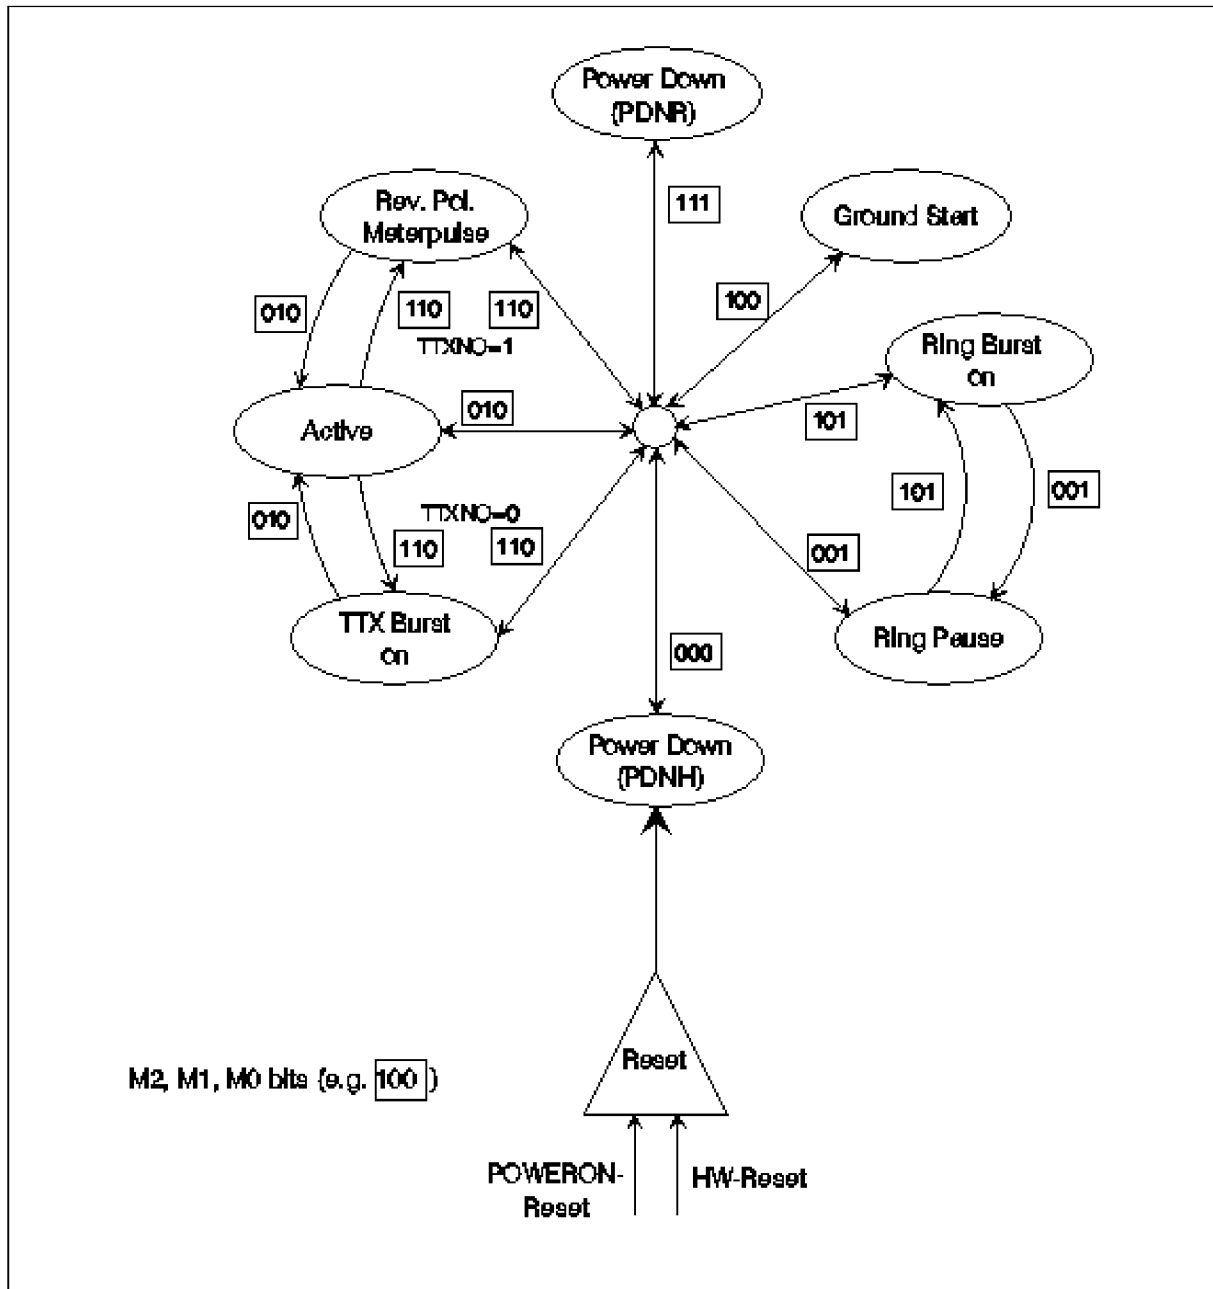 Power Down
(PDNR)
Rev. Pol.
Meterpulse
111
Ground Start
100
010
110
110
TTXNO=1
Ring Burst
on
010
Active
101
010
TTXNO=0
110
110
101
001
001
TTX Burst
on
Ring Pause
000
Power Down
(PDNH)
Reset
M2, M1, M0 bits (e.g. 100 )
POWERON-
Reset
HW-Reset